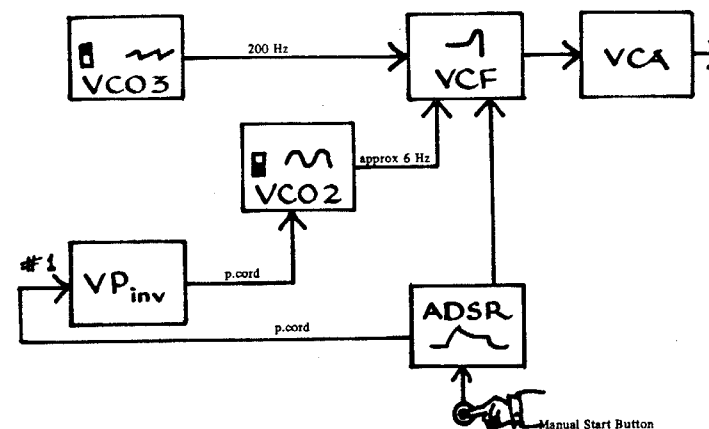 200 Hz
VCO3
VCF
VCA
approx 6 Hz
VCO2
#1
VPinv
p.cord
ADSR
p.cord
Manual Start Button